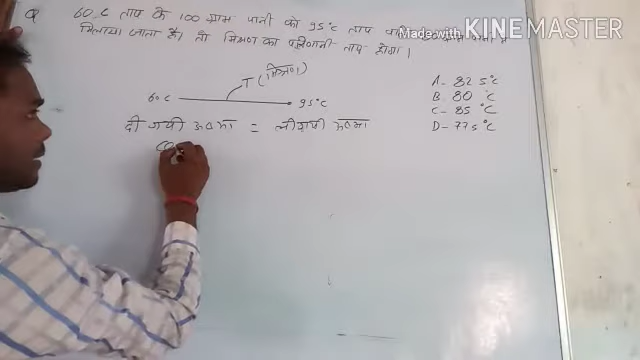 Made with KINEMASTER
Q 60°C ताप के 100 ग्राम पानी को 95°C ताप
मिलाया जाता है। तो मिश्रण का परिणामी ताप होगा।
T (मिश्रण)
60°C 95°C
दी गयी ऊष्मा = ली गयी ऊष्मा
A- 82.5°C
B- 80°C
C- 85°C
D- 77.5°C